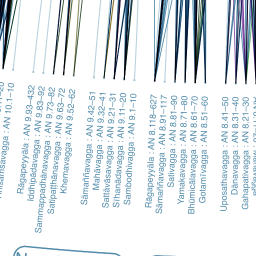 AN 10.1–10
Rāgapeyyāla : AN 9.93–432
Iddhipādavagga : AN 9.83–92
Sammappadhānavagga : AN 9.73–82
Satipaṭṭhānavagga : AN 9.63–72
Khemavagga : AN 9.52–62
Sāmaññavagga : AN 9.42–51
Mahāvagga : AN 9.32–41
Sattāvāsavagga : AN 9.21–31
Sīhanādavagga : AN 9.11–20
Sambodhivagga : AN 9.1–10
Rāgapeyyāla : AN 8.118–627
Sāmaññavagga : AN 8.91–117
Sativagga : AN 8.81–90
Yamakavagga : AN 8.71–80
Bhūmicālavagga : AN 8.61–70
Gotamīvagga : AN 8.51–60
Uposathavagga : AN 8.41–50
Dānavagga : AN 8.31–40
Gahapativagga : AN 8.21–30